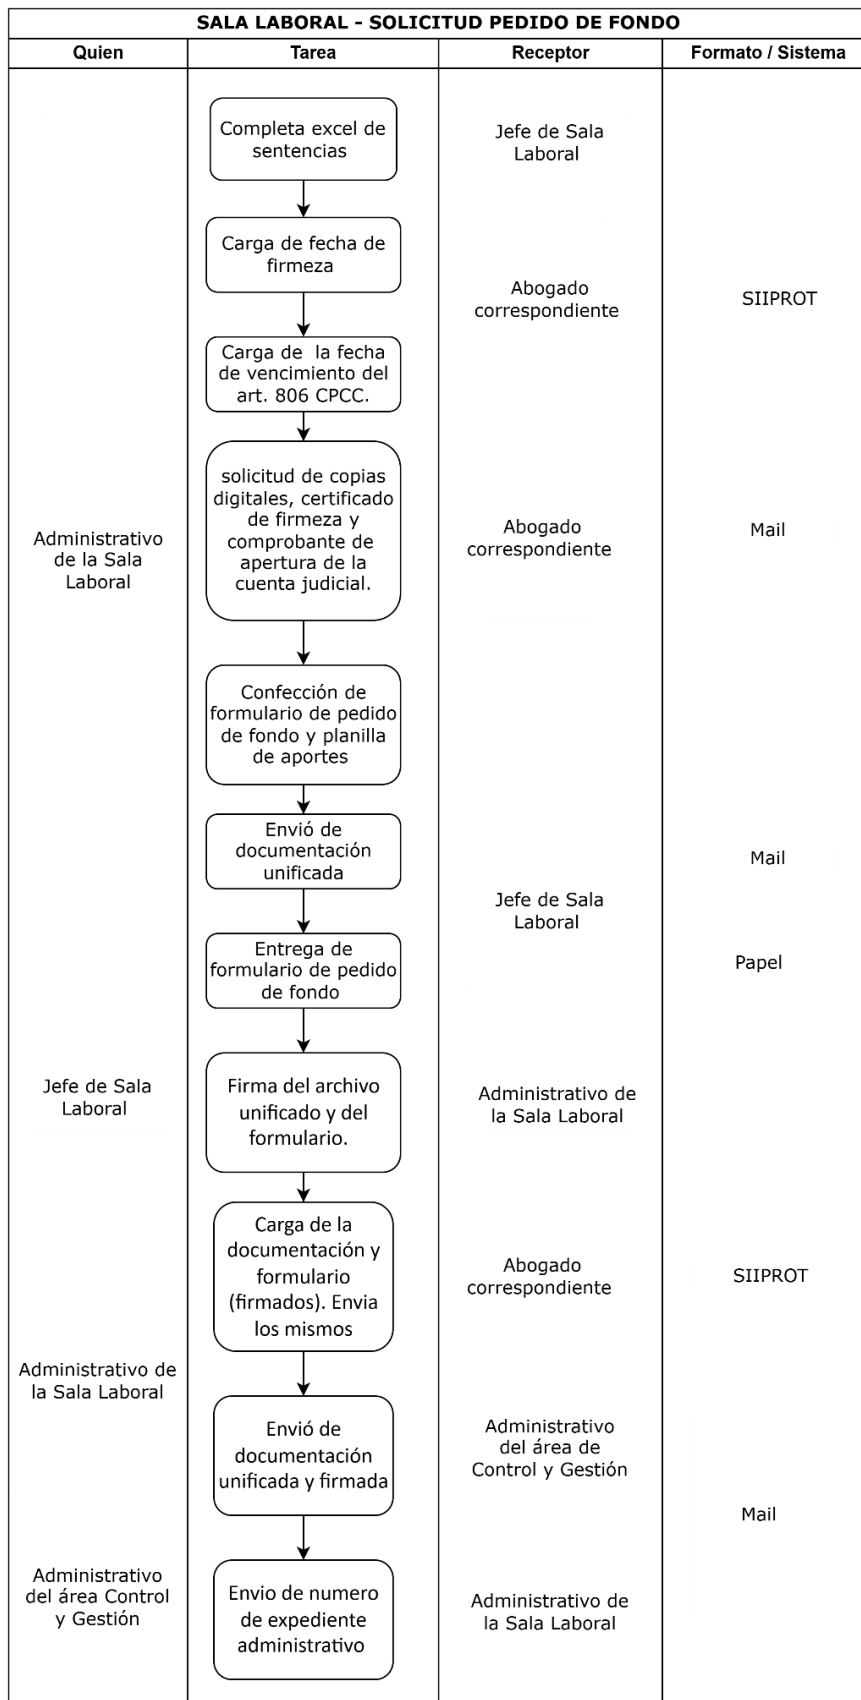 SALA LABORAL - SOLICITUD PEDIDO DE FONDO
Quien
Tarea
Receptor
Formato / Sistema
Completa excel de
sentencias
Jefe de Sala
Laboral
Carga de fecha de
firmeza
Abogado
correspondiente
SIIPROT
Carga de la fecha
de vencimiento del
art. 806 CPCC.
Administrativo
de la Sala
Laboral
solicitud de copias
digitales, certificado
de firmeza y
comprobante de
apertura de la
cuenta judicial.
Abogado
correspondiente
Mail
Confección de
formulario de pedido
de fondo y planilla
de aportes
Envió de
documentación
unificada
Mail
Jefe de Sala
Laboral
Entrega de
formulario de pedido
de fondo
Papel
Jefe de Sala
Laboral
Firma del archivo
unificado y del
formulario.
Administrativo de
la Sala Laboral
Carga de la
documentación y
formulario
(firmados). Envia
los mismos
Abogado
correspondiente
SIIPROT
Administrativo de
la Sala Laboral
Envió de
documentación
unificada y firmada
Administrativo
del área de
Control y Gestión
Mail
Administrativo
del área Control
y Gestión
Envio de numero
de expediente
administrativo
Administrativo de
la Sala Laboral